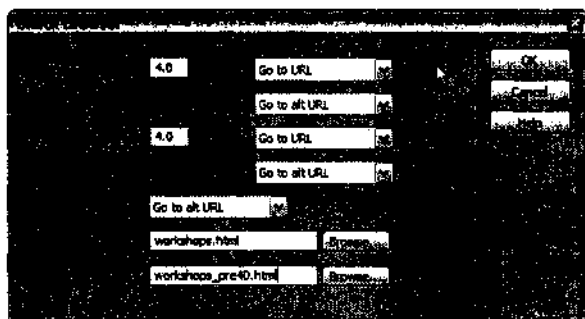 4.0 Go to URL OK
Go to alt URL Cancel
4.0 Go to URL Help
Go to alt URL
Go to alt URL
workshops.html Browse...
workshops_pre40.html Browse...